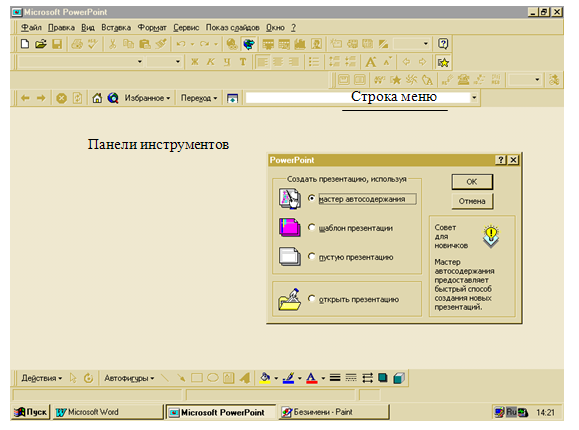 Microsoft PowerPoint
Файл Правка Вид Вставка Формат Сервис Показ слайдов Окно ?
Ж К Ч Т
Избранное Переход
Строка меню
Панели инструментов
PowerPoint
Создать презентацию, используя
мастер автосодержания
шаблон презентации
пустую презентацию
открыть презентацию
OK
Отмена
Совет
для
новичков
Мастер
автосодержания
предоставляет
быстрый способ
создания новых
презентаций.
Действия Автофигуры
Пуск Microsoft Word Microsoft PowerPoint Безимени - Paint Ru 14:21